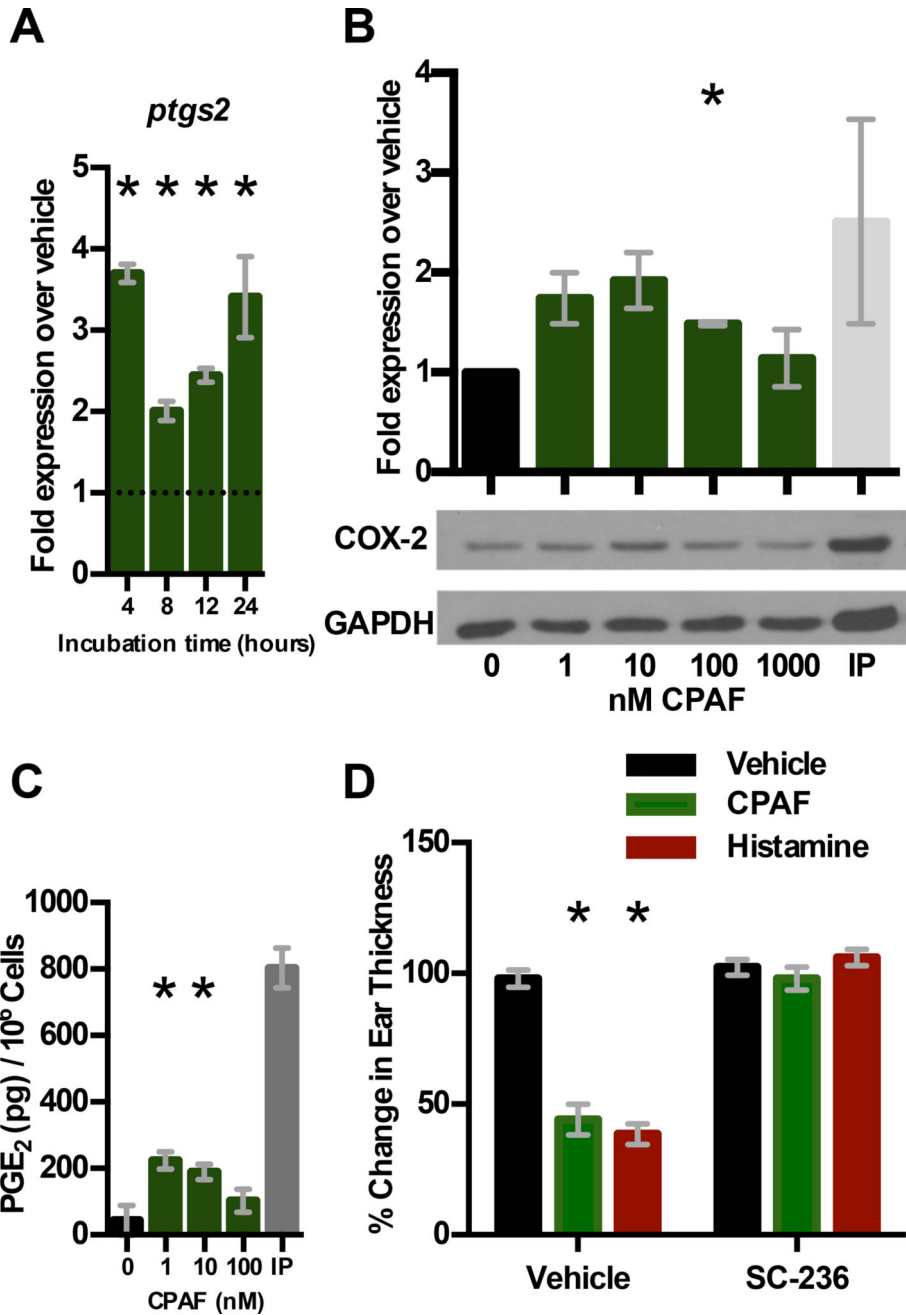 A
ptgs2
Fold expression over vehicle
5
4
3
2
1
0
* * * *
4 8 12 24
Incubation time (hours)
B
Fold expression over vehicle
4
3
2
1
0
*
COX-2
GAPDH
0 1 10 100 1000 IP
nM CPAF
C
PGE₂ (pg) / 10⁶ Cells
1000
800
600
400
200
0
* *
0 1 10 100 IP
CPAF (nM)
D
Vehicle
CPAF
Histamine
% Change in Ear Thickness
150
100
50
0
* *
Vehicle SC-236